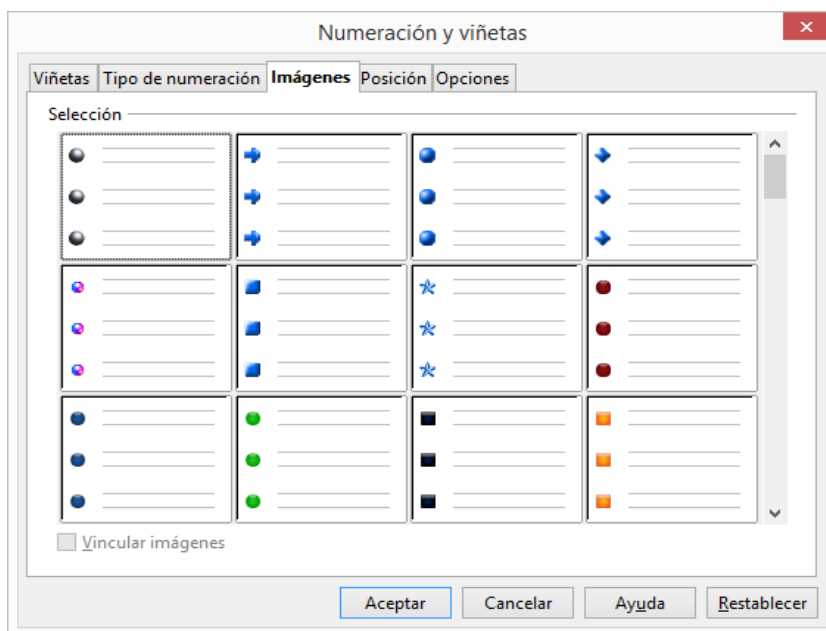 Numeración y viñetas
Viñetas Tipo de numeración Imágenes Posición Opciones
Selección
Vincular imágenes
Aceptar Cancelar Ayuda Restablecer